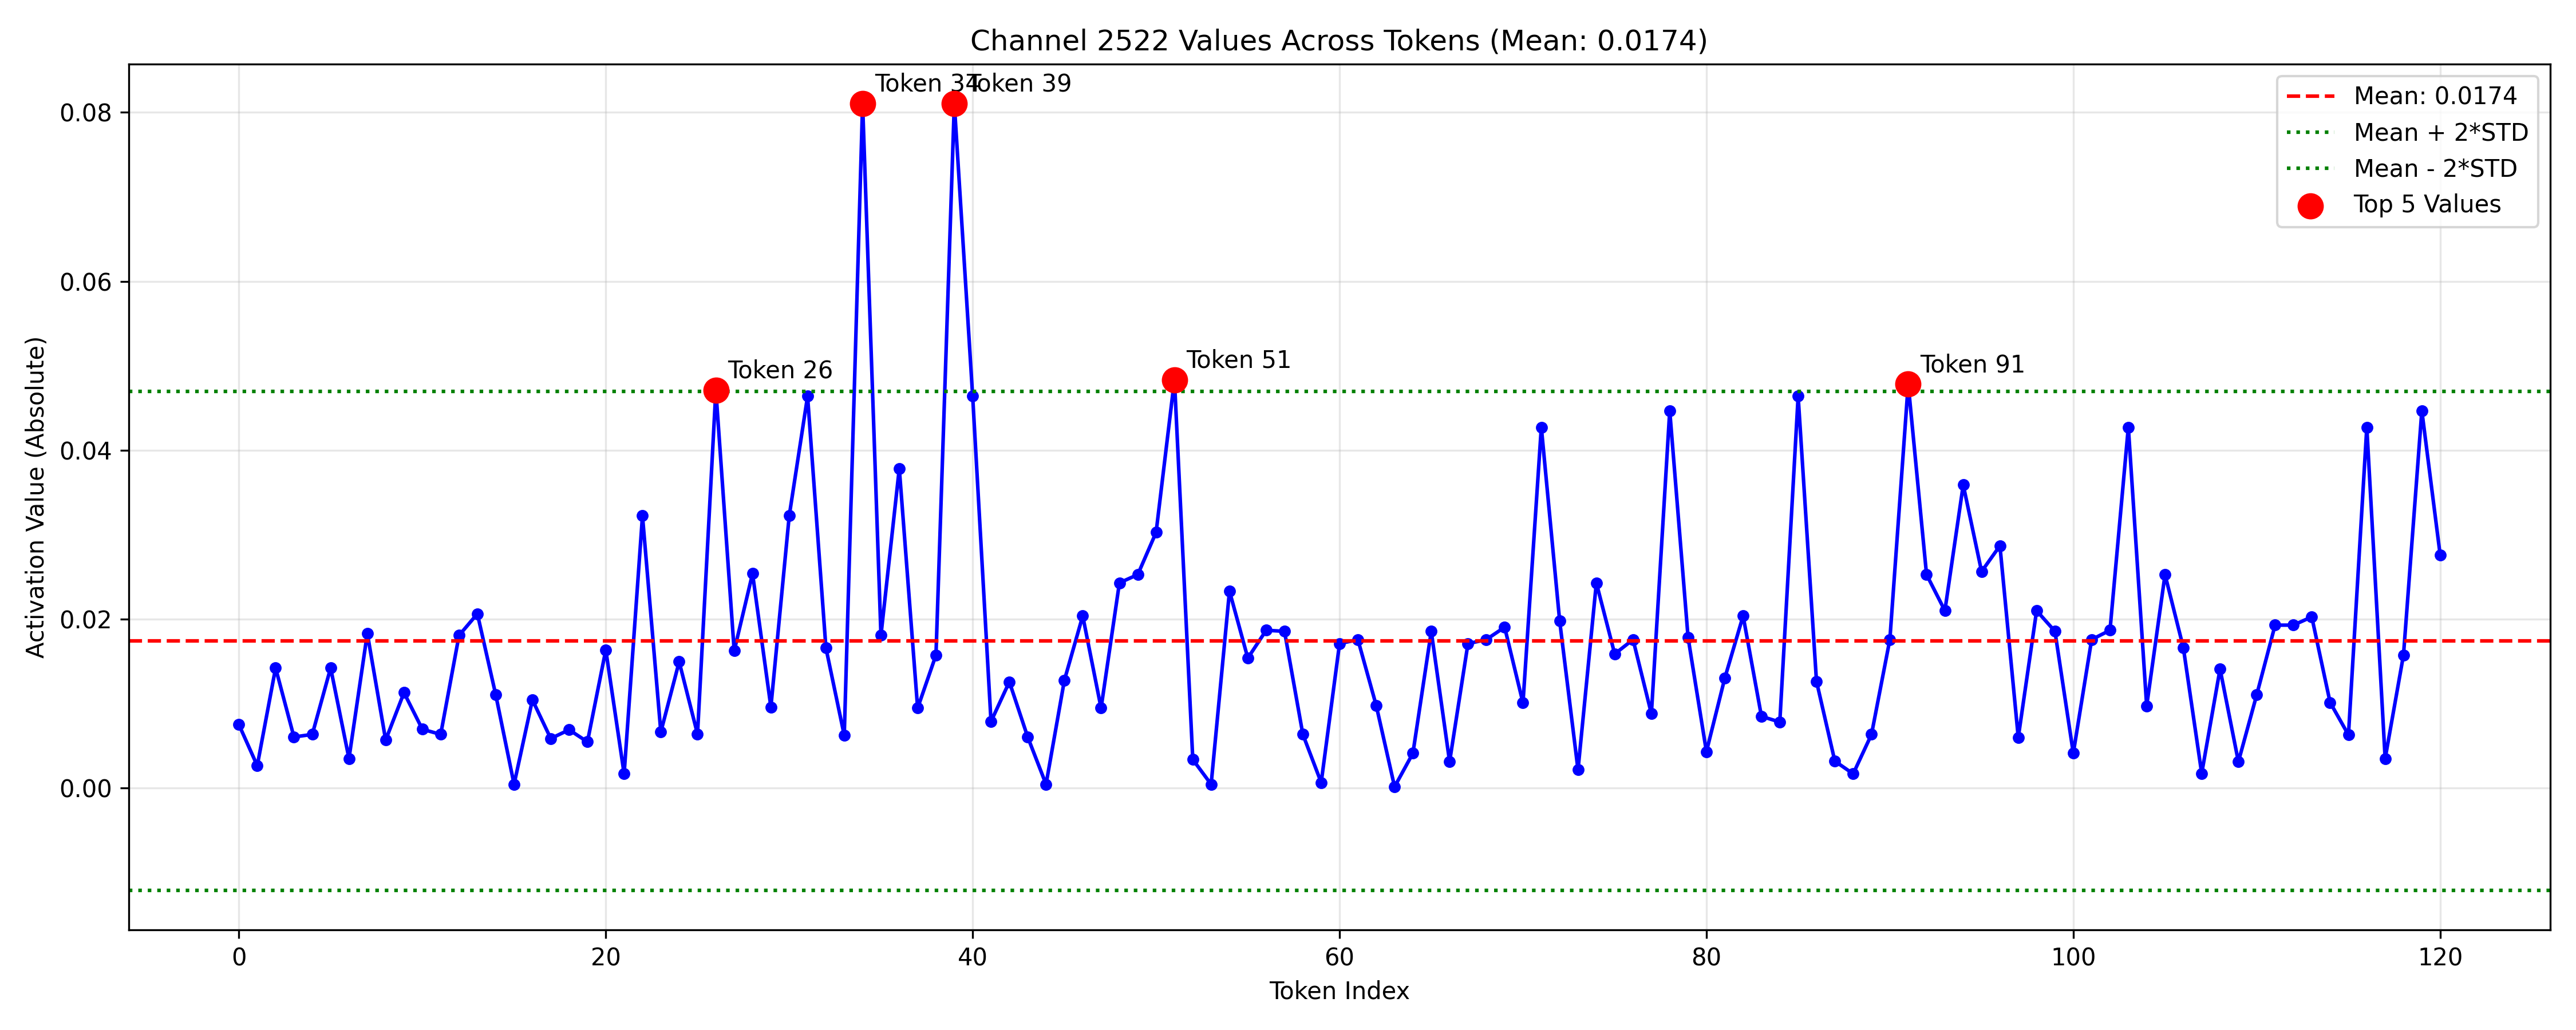 Channel 2522 Values Across Tokens (Mean: 0.0174)
Token 34
Token 39
Token 26
Token 51
Token 91
Mean: 0.0174
Mean + 2*STD
Mean - 2*STD
Top 5 Values
Activation Value (Absolute)
0.08
0.06
0.04
0.02
0.00
0
20
40
60
80
100
120
Token Index